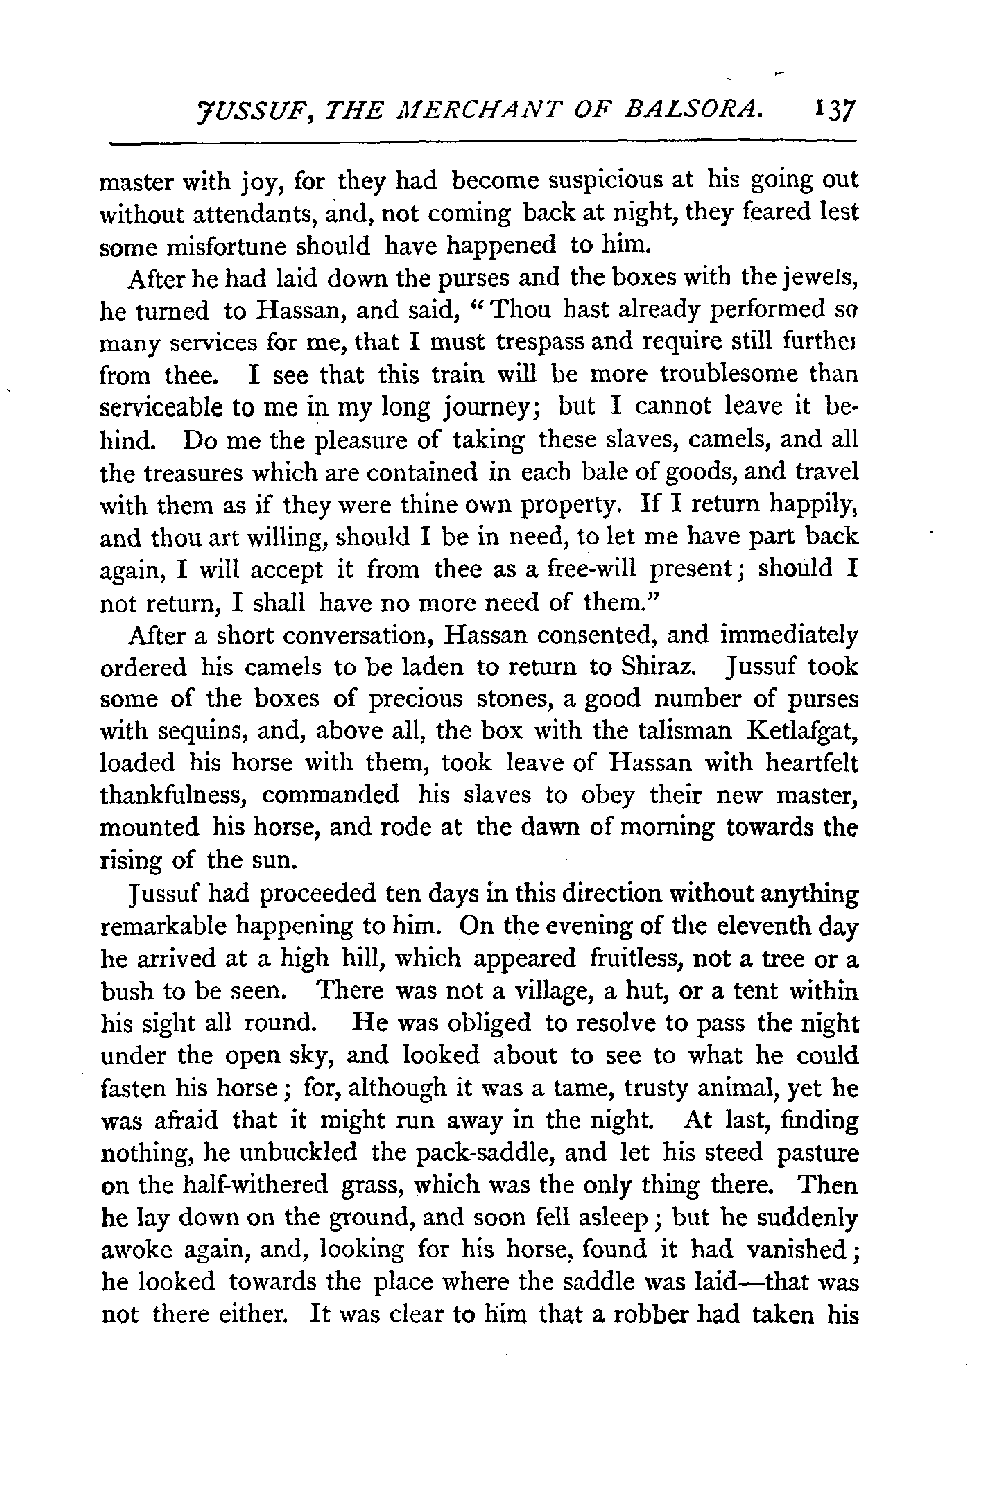 JUSSUF, THE MERCHANT OF BALSORA. 137
master with joy, for they had become suspicious at his going out
without attendants, and, not coming back at night, they feared lest
some misfortune should have happened to him.
After he had laid down the purses and the boxes with the jewels,
he turned to Hassan, and said, “Thou hast already performed so
many services for me, that I must trespass and require still further
from thee. I see that this train will be more troublesome than
serviceable to me in my long journey; but I cannot leave it be-
hind. Do me the pleasure of taking these slaves, camels, and all
the treasures which are contained in each bale of goods, and travel
with them as if they were thine own property. If I return happily,
and thou art willing, should I be in need, to let me have part back
again, I will accept it from thee as a free-will present; should I
not return, I shall have no more need of them.”
After a short conversation, Hassan consented, and immediately
ordered his camels to be laden to return to Shiraz. Jussuf took
some of the boxes of precious stones, a good number of purses
with sequins, and, above all, the box with the talisman Ketlafgat,
loaded his horse with them, took leave of Hassan with heartfelt
thankfulness, commanded his slaves to obey their new master,
mounted his horse, and rode at the dawn of morning towards the
rising of the sun.
Jussuf had proceeded ten days in this direction without anything
remarkable happening to him. On the evening of the eleventh day
he arrived at a high hill, which appeared fruitless, not a tree or a
bush to be seen. There was not a village, a hut, or a tent within
his sight all round. He was obliged to resolve to pass the night
under the open sky, and looked about to see to what he could
fasten his horse; for, although it was a tame, trusty animal, yet he
was afraid that it might run away in the night. At last, finding
nothing, he unbuckled the pack-saddle, and let his steed pasture
on the half-withered grass, which was the only thing there. Then
he lay down on the ground, and soon fell asleep; but he suddenly
awoke again, and, looking for his horse, found it had vanished;
he looked towards the place where the saddle was laid—that was
not there either. It was clear to him that a robber had taken his